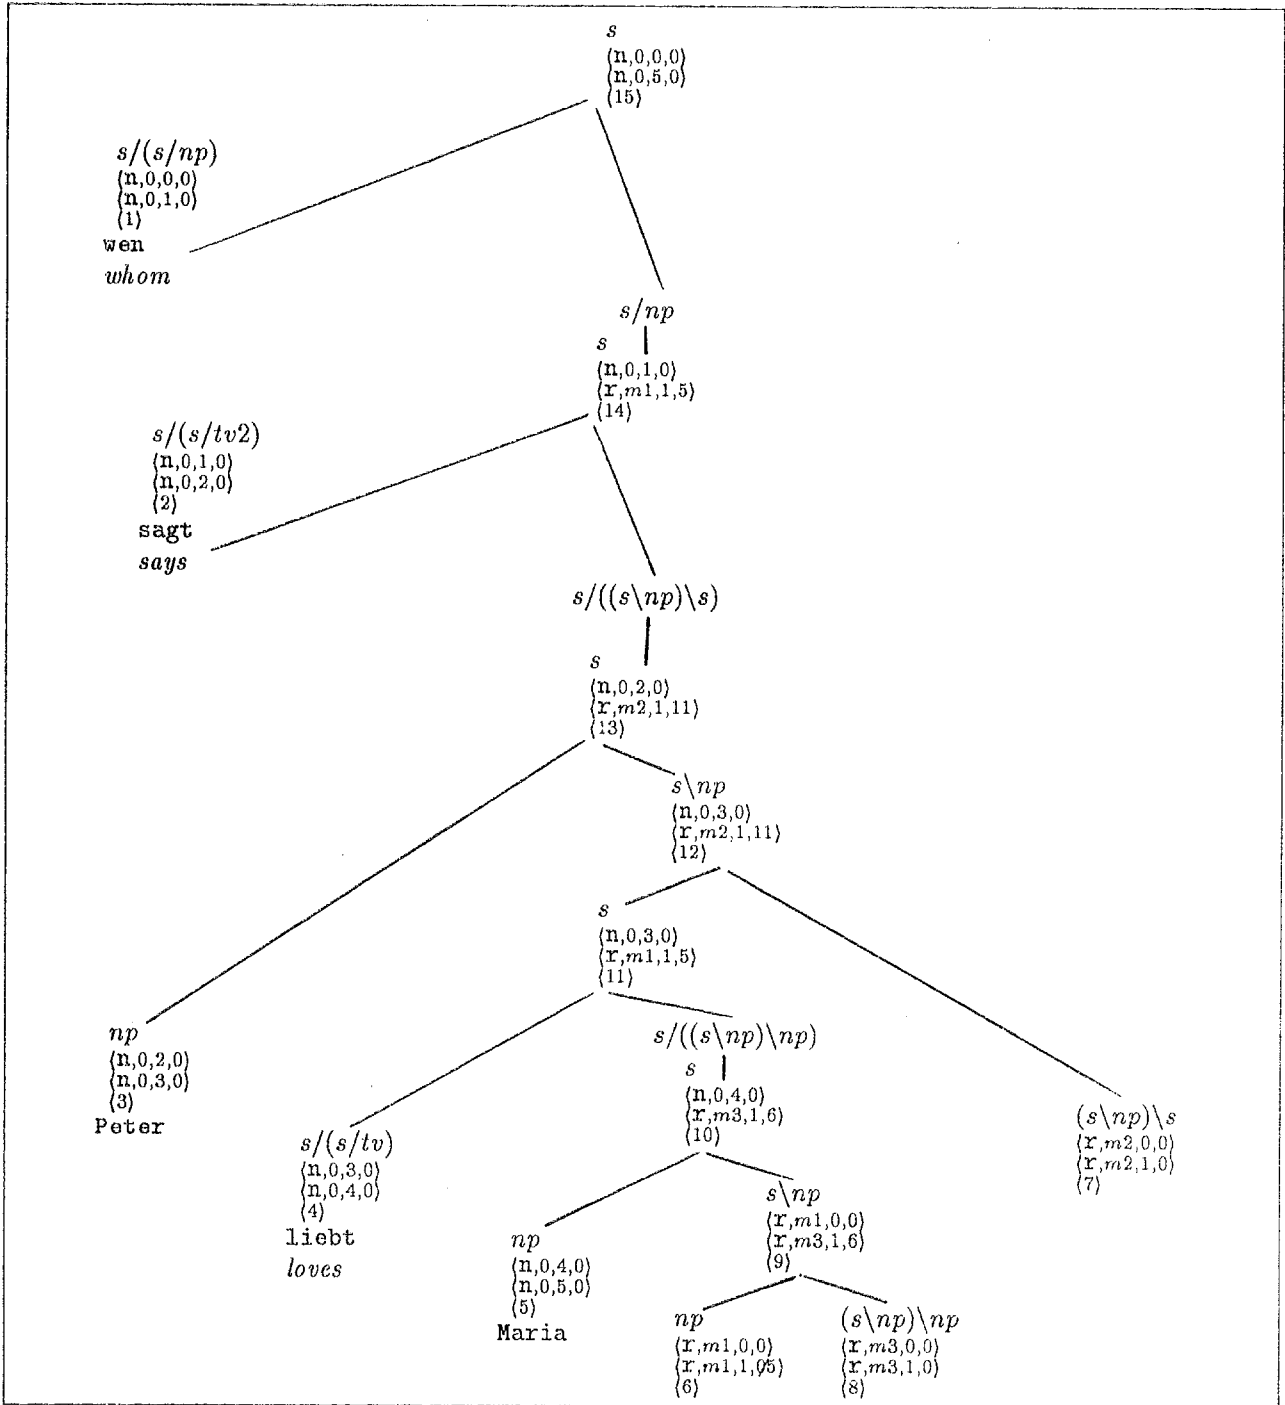 s
⟨n,0,0,0⟩
⟨n,0,5,0⟩
⟨15⟩
s/(s/np)
⟨n,0,0,0⟩
⟨n,0,1,0⟩
⟨1⟩
wen
whom
s/np
s
⟨n,0,1,0⟩
⟨r,m1,1,5⟩
⟨14⟩
s/(s/tv2)
⟨n,0,1,0⟩
⟨n,0,2,0⟩
⟨2⟩
sagt
says
s/((s\np)\s)
s
⟨n,0,2,0⟩
⟨r,m2,1,11⟩
⟨13⟩
s\np
⟨n,0,3,0⟩
⟨r,m2,1,11⟩
⟨12⟩
s
⟨n,0,3,0⟩
⟨r,m1,1,5⟩
⟨11⟩
np
⟨n,0,2,0⟩
⟨n,0,3,0⟩
⟨3⟩
Peter
s/((s\np)\np)
s
⟨n,0,4,0⟩
⟨r,m3,1,6⟩
⟨10⟩
(s\np)\s
⟨r,m2,0,0⟩
⟨r,m2,1,0⟩
⟨7⟩
s/(s/tv)
⟨n,0,3,0⟩
⟨n,0,4,0⟩
⟨4⟩
liebt
loves
s\np
⟨r,m1,0,0⟩
⟨r,m3,1,6⟩
⟨9⟩
np
⟨n,0,4,0⟩
⟨n,0,5,0⟩
⟨5⟩
Maria
np
⟨r,m1,0,0⟩
⟨r,m1,1,05⟩
⟨6⟩
(s\np)\np
⟨r,m3,0,0⟩
⟨r,m3,1,0⟩
⟨8⟩